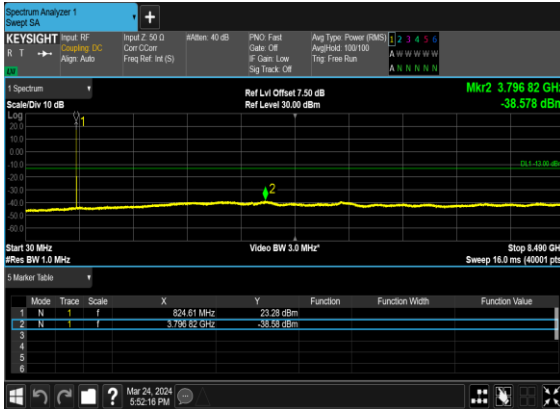 Spectrum Analyzer 1
Swept SA
+
KEYSIGHT Input: RF Input Z: 50 Ω #Atten: 40 dB PNO: Fast Avg Type: Power (RMS) 1 2 3 4 5 6
R T Coupling: DC Corr CCorr Gate: Off Avg|Hold: 100/100 A W W W W W
Align: Auto Freq Ref: Int (S) IF Gain: Low Trig: Free Run
Sig Track: Off A N N N N N
1 Spectrum
Ref Lvl Offset 7.50 dB Mkr2 3.796 82 GHz
Scale/Div 10 dB Ref Level 30.00 dBm -38.578 dBm
Log
1
20.0
10.0
0.00
-10.0
DL1 -13.00 dBm
-20.0
-30.0
2
-40.0
-50.0
-60.0
Start 30 MHz Video BW 3.0 MHz* Stop 8.490 GHz
#Res BW 1.0 MHz Sweep 16.0 ms (40001 pts)
5 Marker Table
Mode Trace Scale X Y Function Function Width Function Value
1 N 1 f 824.61 MHz 23.28 dBm
2 N 1 f 3.796 82 GHz -38.58 dBm
3
4
5
6
? Mar 24, 2024
5:52:16 PM